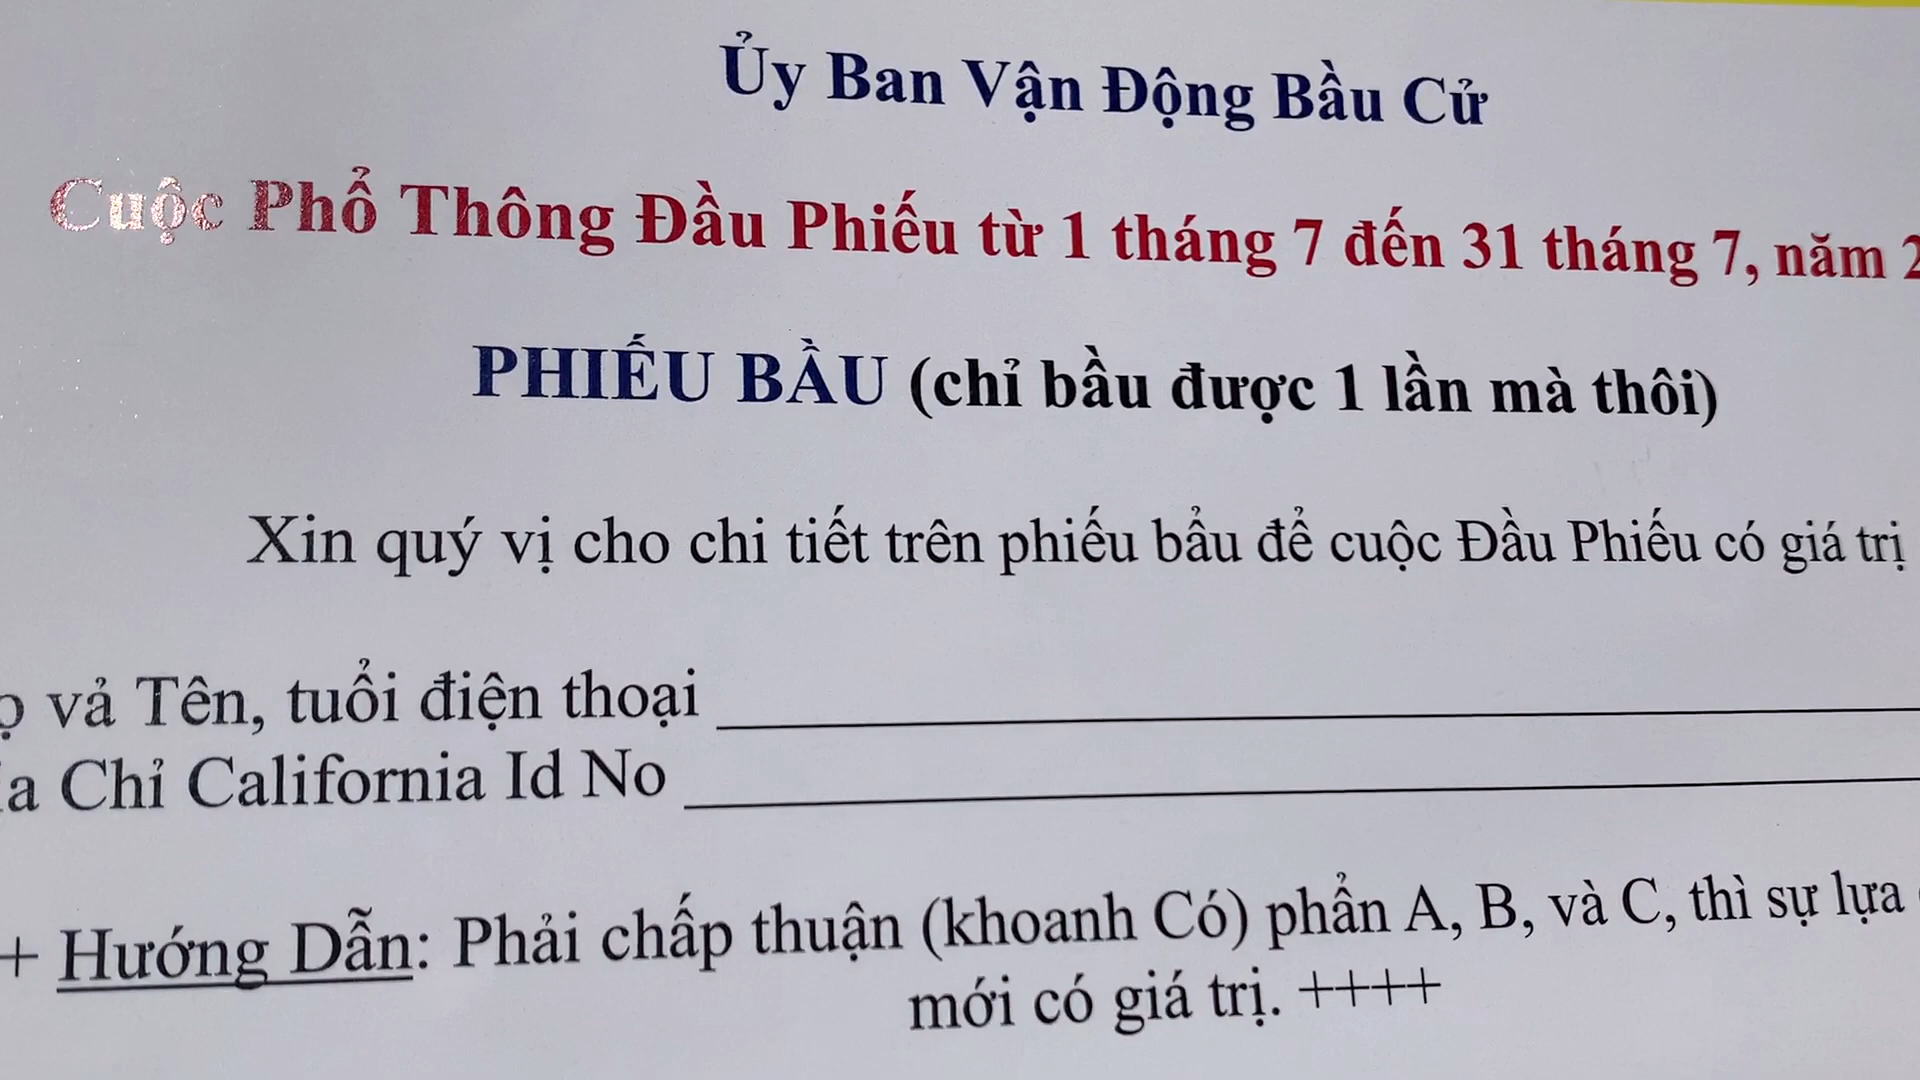 Ủy Ban Vận Động Bầu Cử
Cuộc Phổ Thông Đầu Phiếu từ 1 tháng 7 đến 31 tháng 7, năm
PHIẾU BẦU (chỉ bầu được 1 lần mà thôi)
Xin quý vị cho chi tiết trên phiếu bẩu để cuộc Đầu Phiếu có giá trị
vả Tên, tuổi điện thoại
Chỉ California Id No
+ Hướng Dẫn: Phải chấp thuận (khoanh Có) phẩn A, B, và C, thì sự lựa
mới có giá trị. ++++